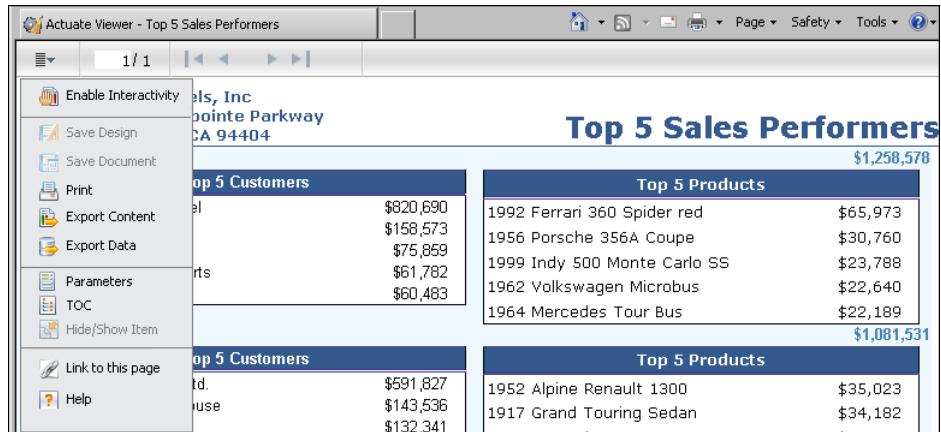 Actuate Viewer - Top 5 Sales Performers
Page Safety Tools
1/ 1
Enable Interactivity
Save Design
Save Document
Print
Export Content
Export Data
Parameters
TOC
Hide/Show Item
Link to this page
Help
els, Inc
pointe Parkway
CA 94404
Top 5 Sales Performers
$1,258,578
op 5 Customers
el $820,690
$158,573
$75,859
rts $61,782
$60,483
Top 5 Products
1992 Ferrari 360 Spider red $65,973
1956 Porsche 356A Coupe $30,760
1999 Indy 500 Monte Carlo SS $23,788
1962 Volkswagen Microbus $22,640
1964 Mercedes Tour Bus $22,189
$1,081,531
op 5 Customers
td. $591,827
use $143,536
$132,341
Top 5 Products
1952 Alpine Renault 1300 $35,023
1917 Grand Touring Sedan $34,182